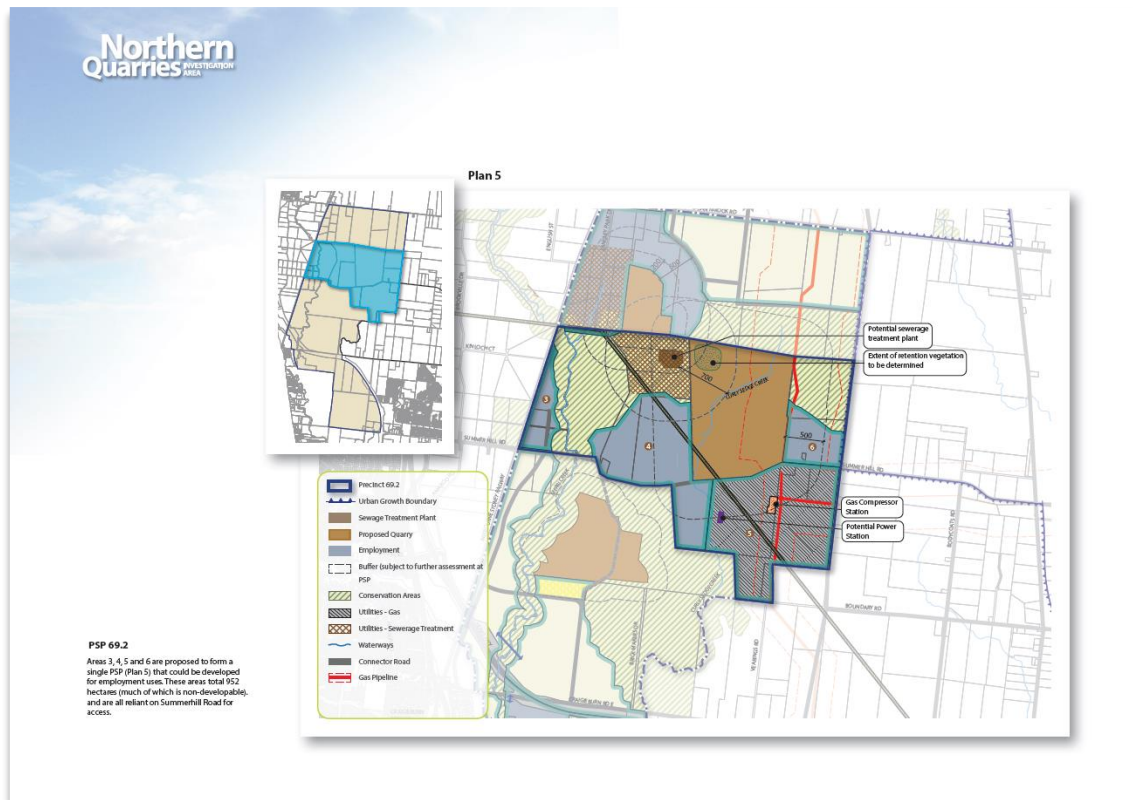 Northern
Quarries INVESTIGATION
AREA
Plan 5
Potential sewerage
treatment plant
Extent of retention vegetation
to be determined
700
500
3
4
5
6
SUMMER HILL RD
SUMMER HILL RD
Gas Compressor
Station
Potential Power
Station
BOUNDARY RD
Precinct 69.2
Urban Growth Boundary
Sewage Treatment Plant
Proposed Quarry
Employment
Buffer (subject to further assessment at
PSP
Conservation Areas
Utilities - Gas
Utilities - Sewerage Treatment
Waterways
Connector Road
Gas Pipeline
PSP 69.2
Areas 3, 4, 5 and 6 are proposed to form a
single PSP (Plan 5) that could be developed
for employment uses. These areas total 952
hectares (much of which is non-developable).
and are all reliant on Summerhill Road for
access.